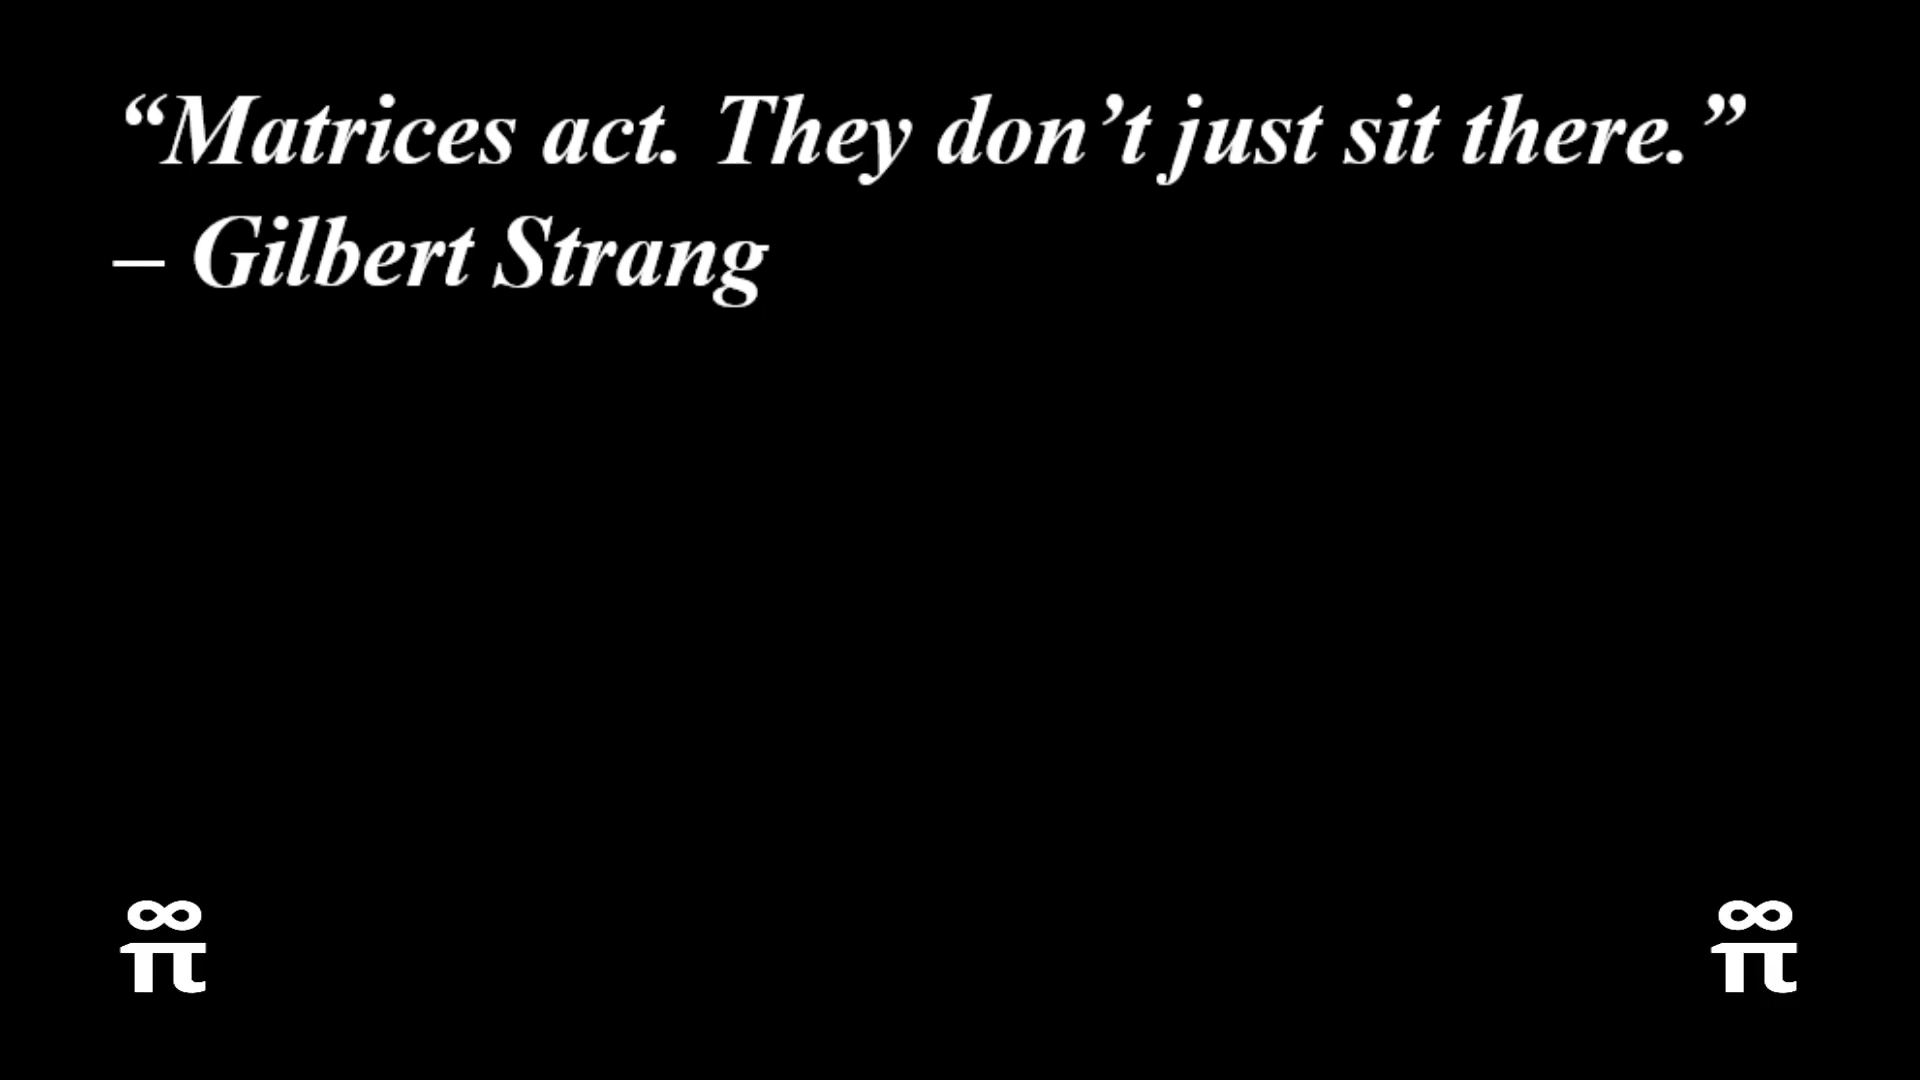 “Matrices act. They don’t just sit there.”
– Gilbert Strang
∞ ∞
π π